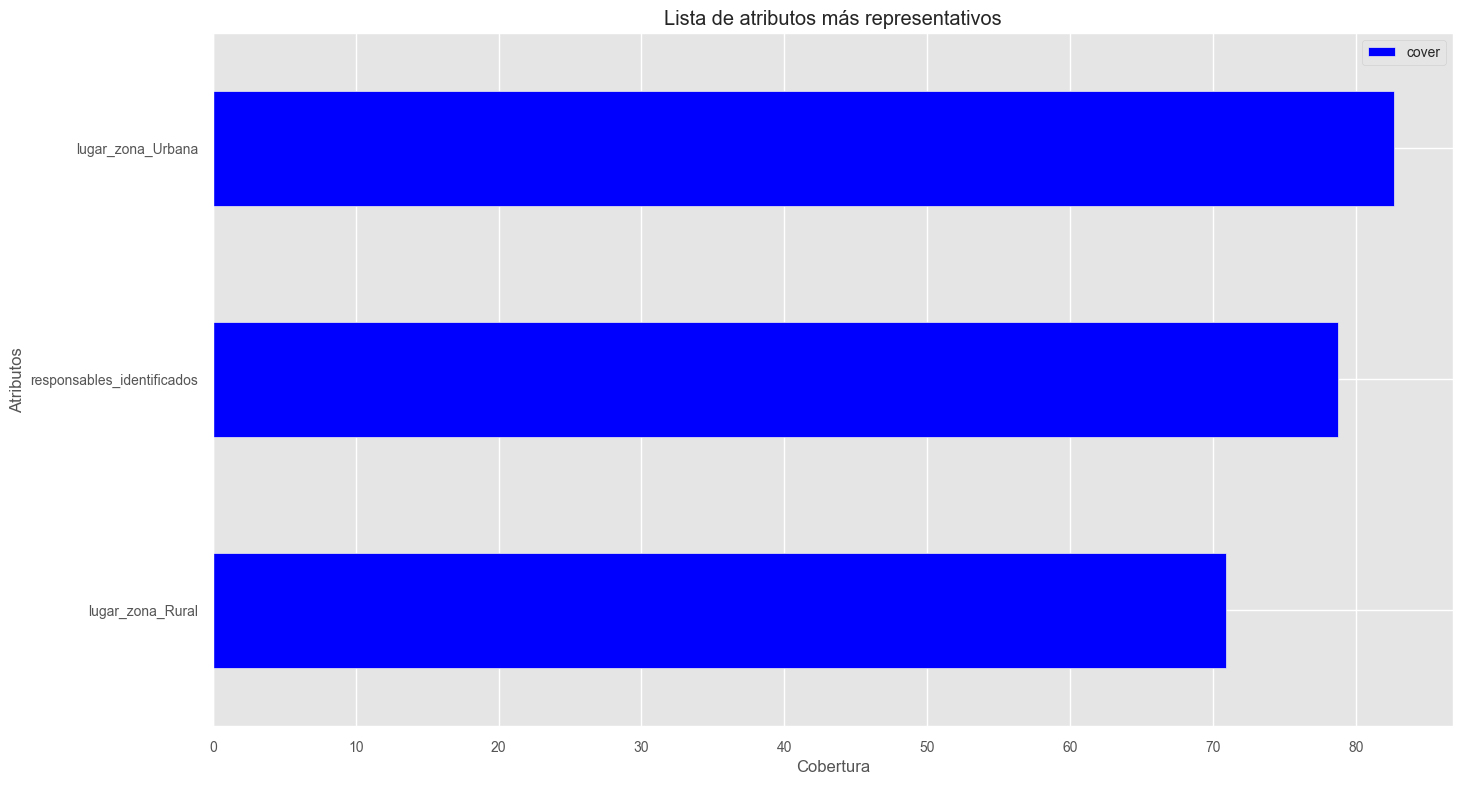 Lista de atributos más representativos
cover
lugar_zona_Urbana
responsables_identificados
lugar_zona_Rural
Atributos
0 10 20 30 40 50 60 70 80
Cobertura